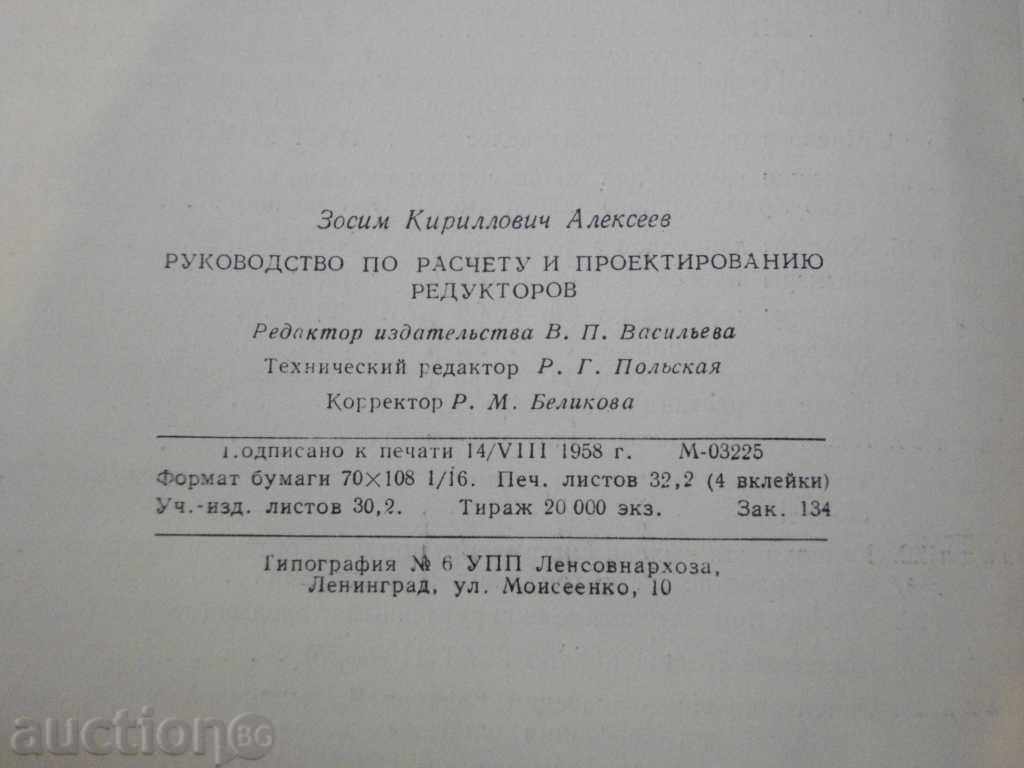 Зосим Кириллович Алексеев
РУКОВОДСТВО ПО РАСЧЕТУ И ПРОЕКТИРОВАНИЮ
РЕДУКТОРОВ
Редактор издательства В. П. Васильева
Технический редактор Р. Г. Польская
Корректор Р. М. Беликова
Подписано к печати 14/VIII 1958 г. М-03225
Формат бумаги 70×108 1/16. Печ. листов 32,2 (4 вклейки)
Уч.-изд. листов 30,2. Тираж 20 000 экз. Зак. 134
Типография № 6 УПП Ленсовнархоза,
Ленинград, ул. Моисеенко, 10
auction BG